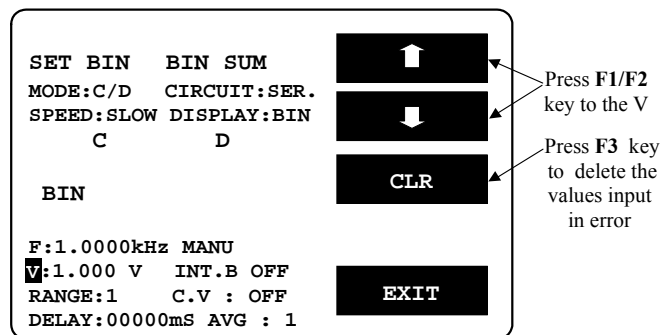 SET BIN BIN SUM
MODE:C/D CIRCUIT:SER.
SPEED:SLOW DISPLAY:BIN
C D
BIN
F:1.0000kHz MANU
V:1.000 V INT.B OFF
RANGE:1 C.V : OFF
DELAY:00000mS AVG : 1
CLR
EXIT
Press F1/F2
key to the V
Press F3 key
to delete the
values input
in error